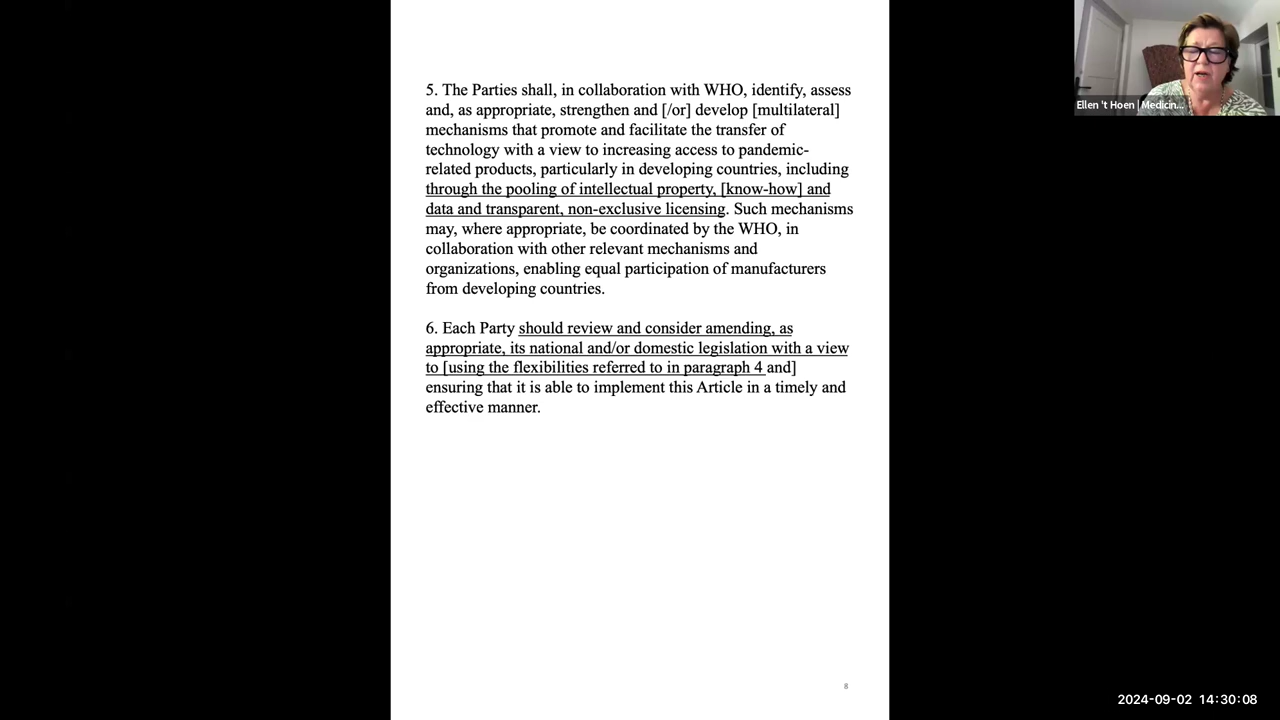 5. The Parties shall, in collaboration with WHO, identify, assess
and, as appropriate, strengthen and [/or] develop [multilateral]
mechanisms that promote and facilitate the transfer of
technology with a view to increasing access to pandemic-
related products, particularly in developing countries, including
through the pooling of intellectual property, [know-how] and
data and transparent, non-exclusive licensing. Such mechanisms
may, where appropriate, be coordinated by the WHO, in
collaboration with other relevant mechanisms and
organizations, enabling equal participation of manufacturers
from developing countries.
6. Each Party should review and consider amending, as
appropriate, its national and/or domestic legislation with a view
to [using the flexibilities referred to in paragraph 4 and]
ensuring that it is able to implement this Article in a timely and
effective manner.
8
Ellen 't Hoen | Medicin...
2024-09-02 14:30:08